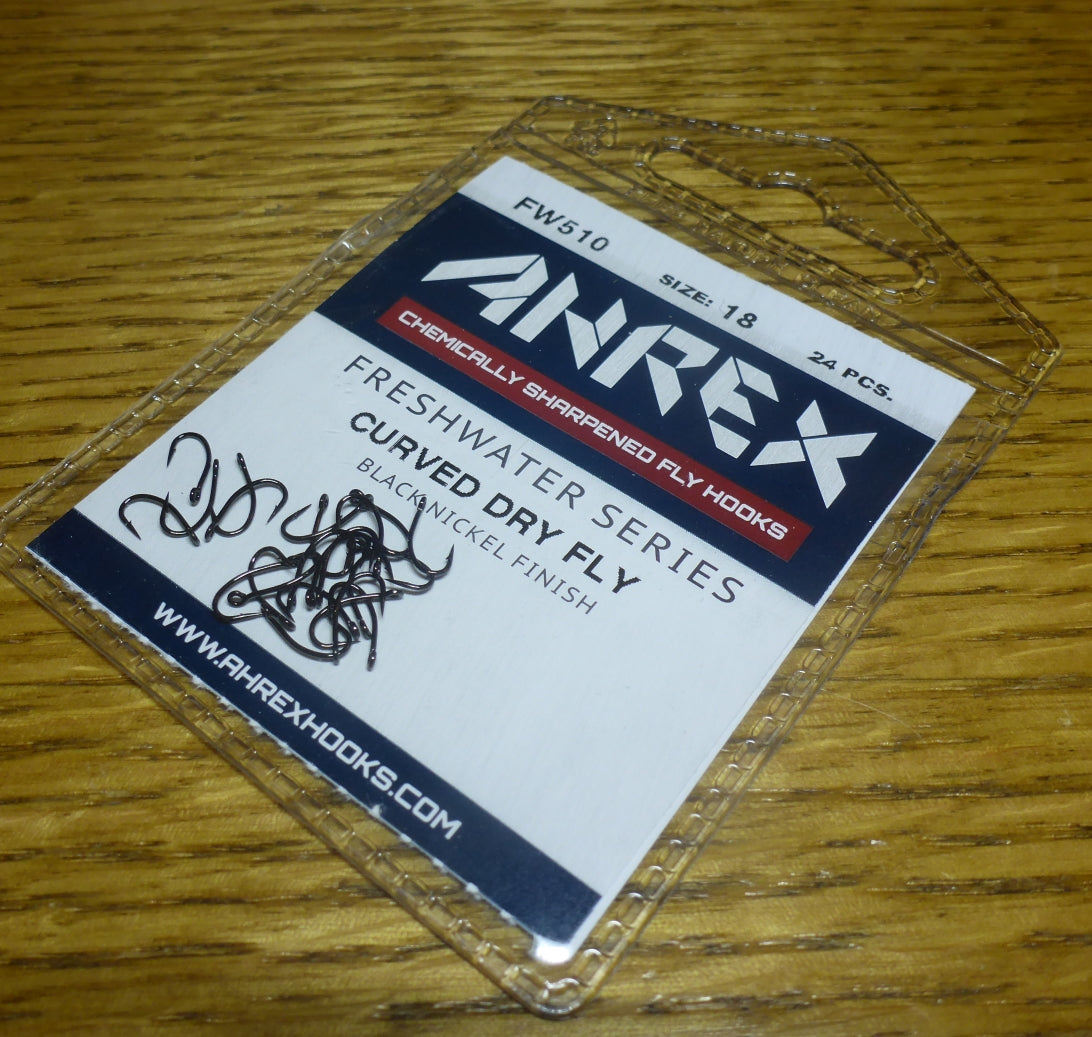 FW510 SIZE: 18 24 PCS.
AHREX
CHEMICALLY SHARPENED FLY HOOKS
FRESHWATER SERIES
CURVED DRY FLY
BLACK NICKEL FINISH
WWW.AHREXHOOKS.COM